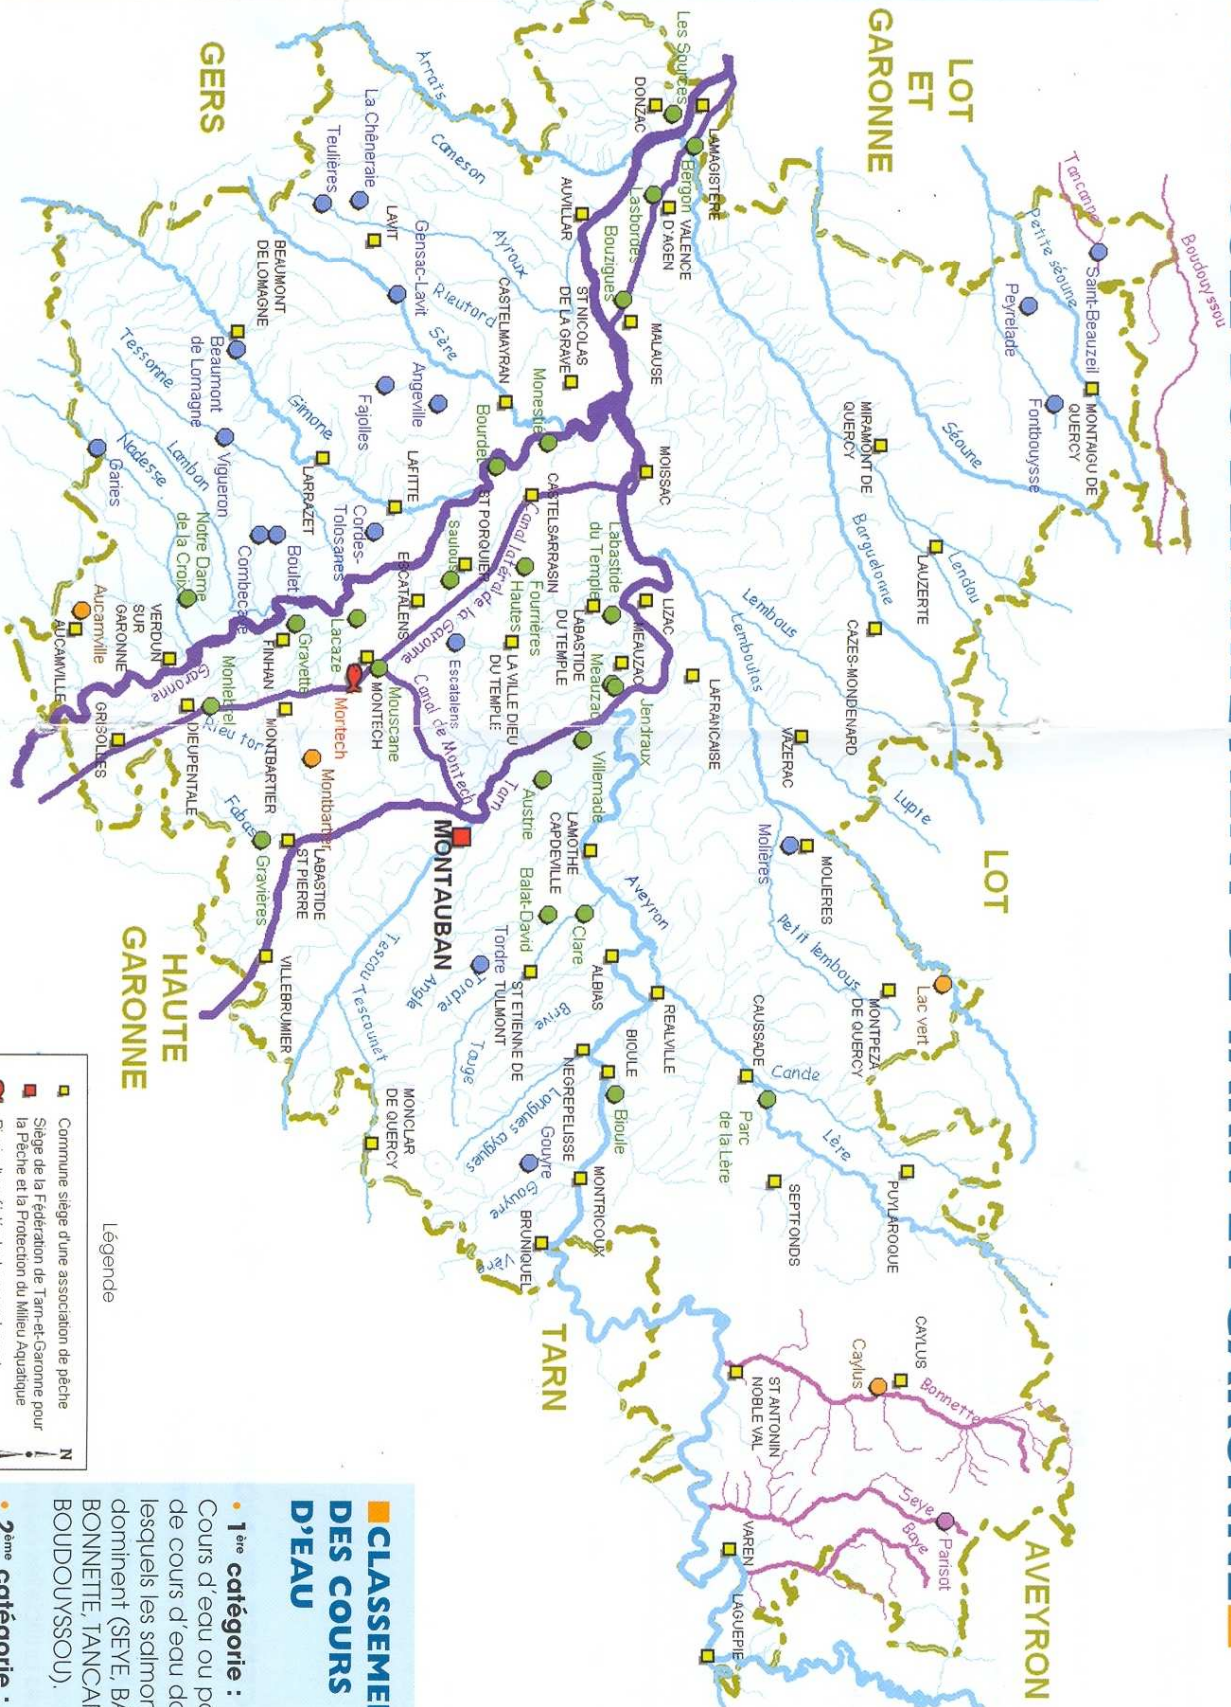 LOT
ET
GARONNE
LOT
AVEYRON
TARN
HAUTE
GARONNE
GERS
Boudouyssou
Tancanne
Saint-Beauzeil
Petite séoune
Peyrelade
MONTAIGU DE
QUERCY
Fontbouysse
Séoune
MIRAMONT DE
QUERCY
Barguelonne
Lendou
LAUZERTE
CAZES-MONDENARD
Lembous
Lemboulas
LAFRANCAISE
VAZERAC
Lupte
Molières
MOLIERES
Petit lembous
Lac vert
MONTPEZA
DE QUERCY
CAUSSADE
Cande
Parc
de la Lère
Lère
PUYLAROQUE
SEPTFONDS
CAYLUS
Caylus
Bonnette
ST ANTONIN
NOBLE VAL
Seye
Baye
Parisot
VAREN
LAGUEPIE
Les Sources
DONZAC
LAMAGISTERE
Bergon
VALENCE
D'AGEN
Lasbordes
Bouzigues
AUVILLAR
MALAUSE
ST NICOLAS
DE LA GRAVE
MOISSAC
Arrats
Cameson
Ayroux
Rieutord
Sère
CASTELMAYRAN
Monestié
Bourdet
La Chêneraie
Teulières
LAVIT
Gensac-Lavit
Angeville
Fajolles
BEAUMONT
DE LOMAGNE
Beaumont
de Lomagne
Tessonne
Gimone
Vigueron
Lambon
Nadesse
Garies
LARRAZET
LAFITTE
Cordes-
Tolosanes
Boulet
Combecave
Notre Dame
de la Croix
CASTELSARRASIN
Canal latéral de la Garonne
ST PORQUIER
Saulous
ESCATALENS
Escatalens
Fourrières
Hautes
Labastide
du Temple
LABASTIDE
DU TEMPLE
LA VILLE DIEU
DU TEMPLE
LIZAC
MEAUZAC
Meauzac
Jendraux
Villemade
Austrie
Lacaze
Gravette
FINHAN
MONTECH
Mouscane
Mortech
Canal de Montech
Tarn
MONTAUBAN
Aucamville
AUCAMVILLE
VERDUN
SUR
GARONNE
Garonne
Monlebrel
GRISOLLES
DIEUPENTALE
Rieu tort
MONTBARTIER
Montbartier
Fabas
Gravières
LABASTIDE
ST PIERRE
VILLEBRUMIER
Tescou
Tescounet
MONCLAR
DE QUERCY
LAMOTHE
CAPDEVILLE
Balat-David
Clare
Aveyron
ALBIAS
REALVILLE
Tordre
Tordre
Angle
ST ETIENNE DE
TULMONT
Brive
Tauge
BIOULE
Bioule
NEGREPELISSE
Longues aygues
Gouyre
Gouyre
MONTRICOUX
BRUNIQUEL
Vère
Légende
Commune siège d'une association de pêche
Siège de la Fédération de Tarn-et-Garonne pour
la Pêche et la Protection du Milieu Aquatique
N
CLASSEME
DES COURS
D'EAU
• 1ère catégorie :
Cours d'eau ou
de cours d'eau
lesquels les
dominent (SEYE,
BONNETTE,
BOUDOUYSSOU).
• 2ème catégorie :